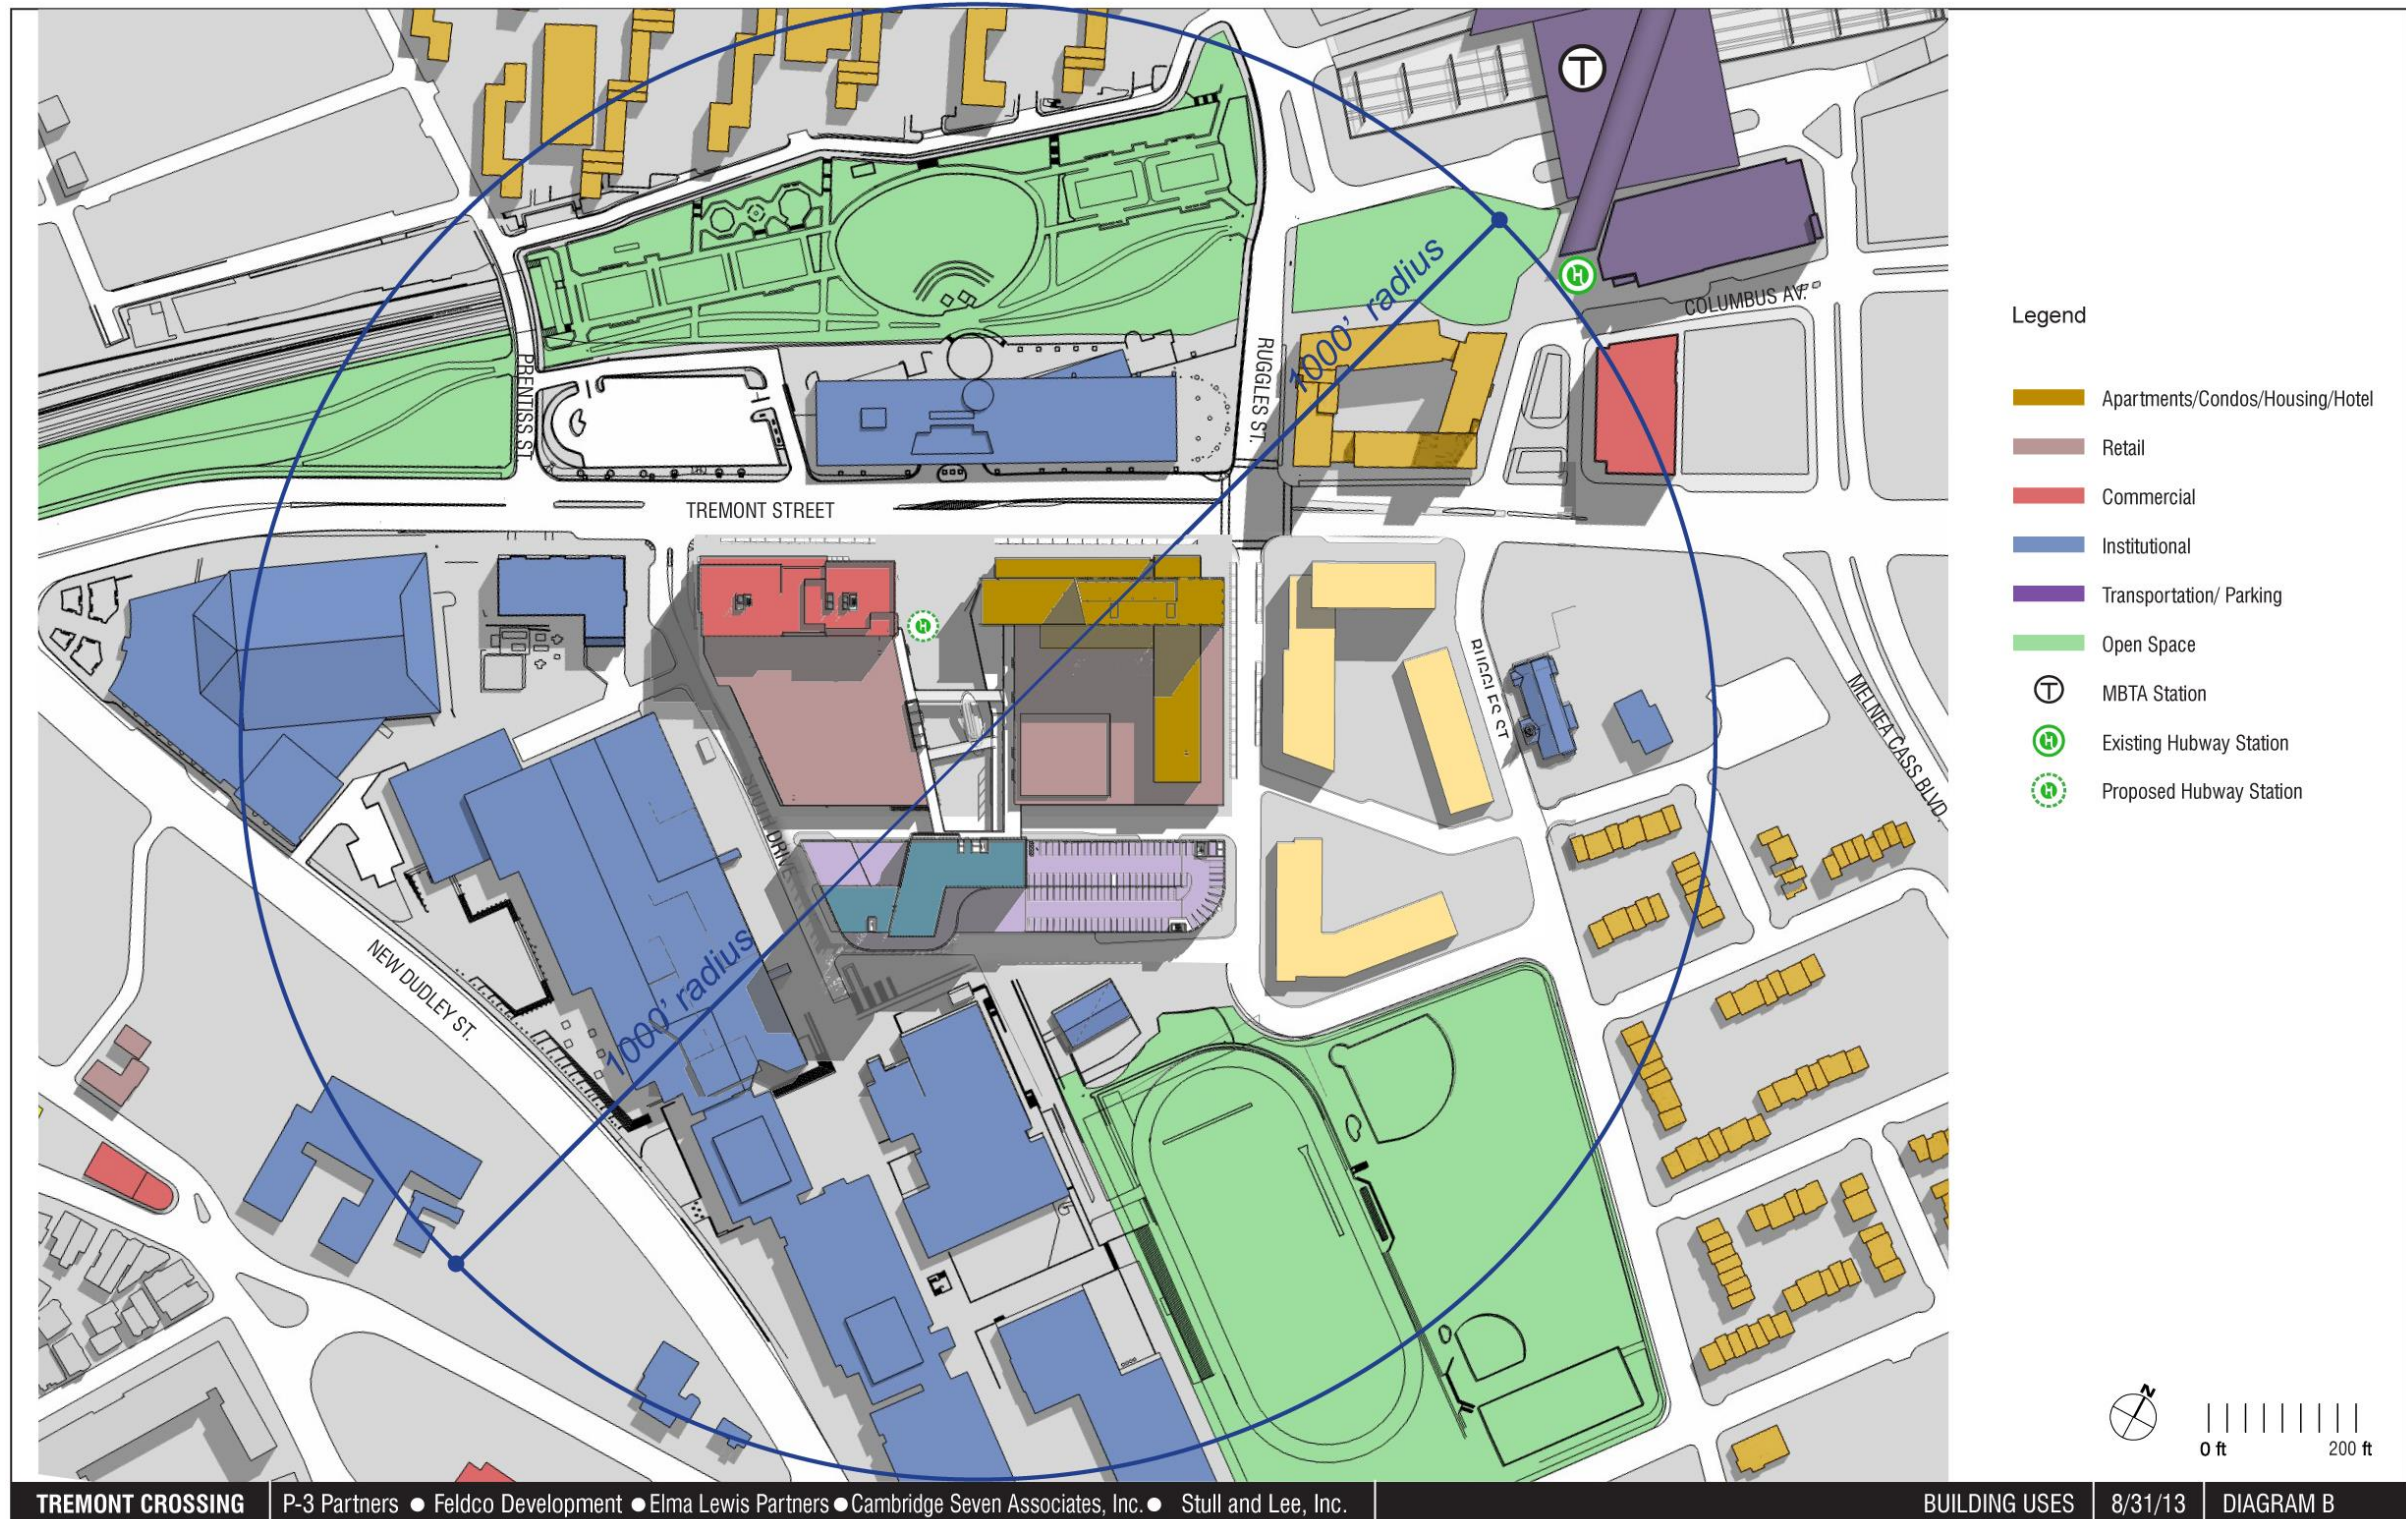 T
1000' radius
COLUMBUS AV.
PRENTISS ST.
RUGGLES ST.
TREMONT STREET
RUGGLES ST
MELNEA CASS BLVD.
SOUTH DRIVE
NEW DUDLEY ST.
1000' radius
Legend
Apartments/Condos/Housing/Hotel
Retail
Commercial
Institutional
Transportation/ Parking
Open Space
T MBTA Station
H Existing Hubway Station
H Proposed Hubway Station
N
0 ft 200 ft
TREMONT CROSSING P-3 Partners ● Feldco Development ● Elma Lewis Partners ● Cambridge Seven Associates, Inc. ● Stull and Lee, Inc. BUILDING USES 8/31/13 DIAGRAM B